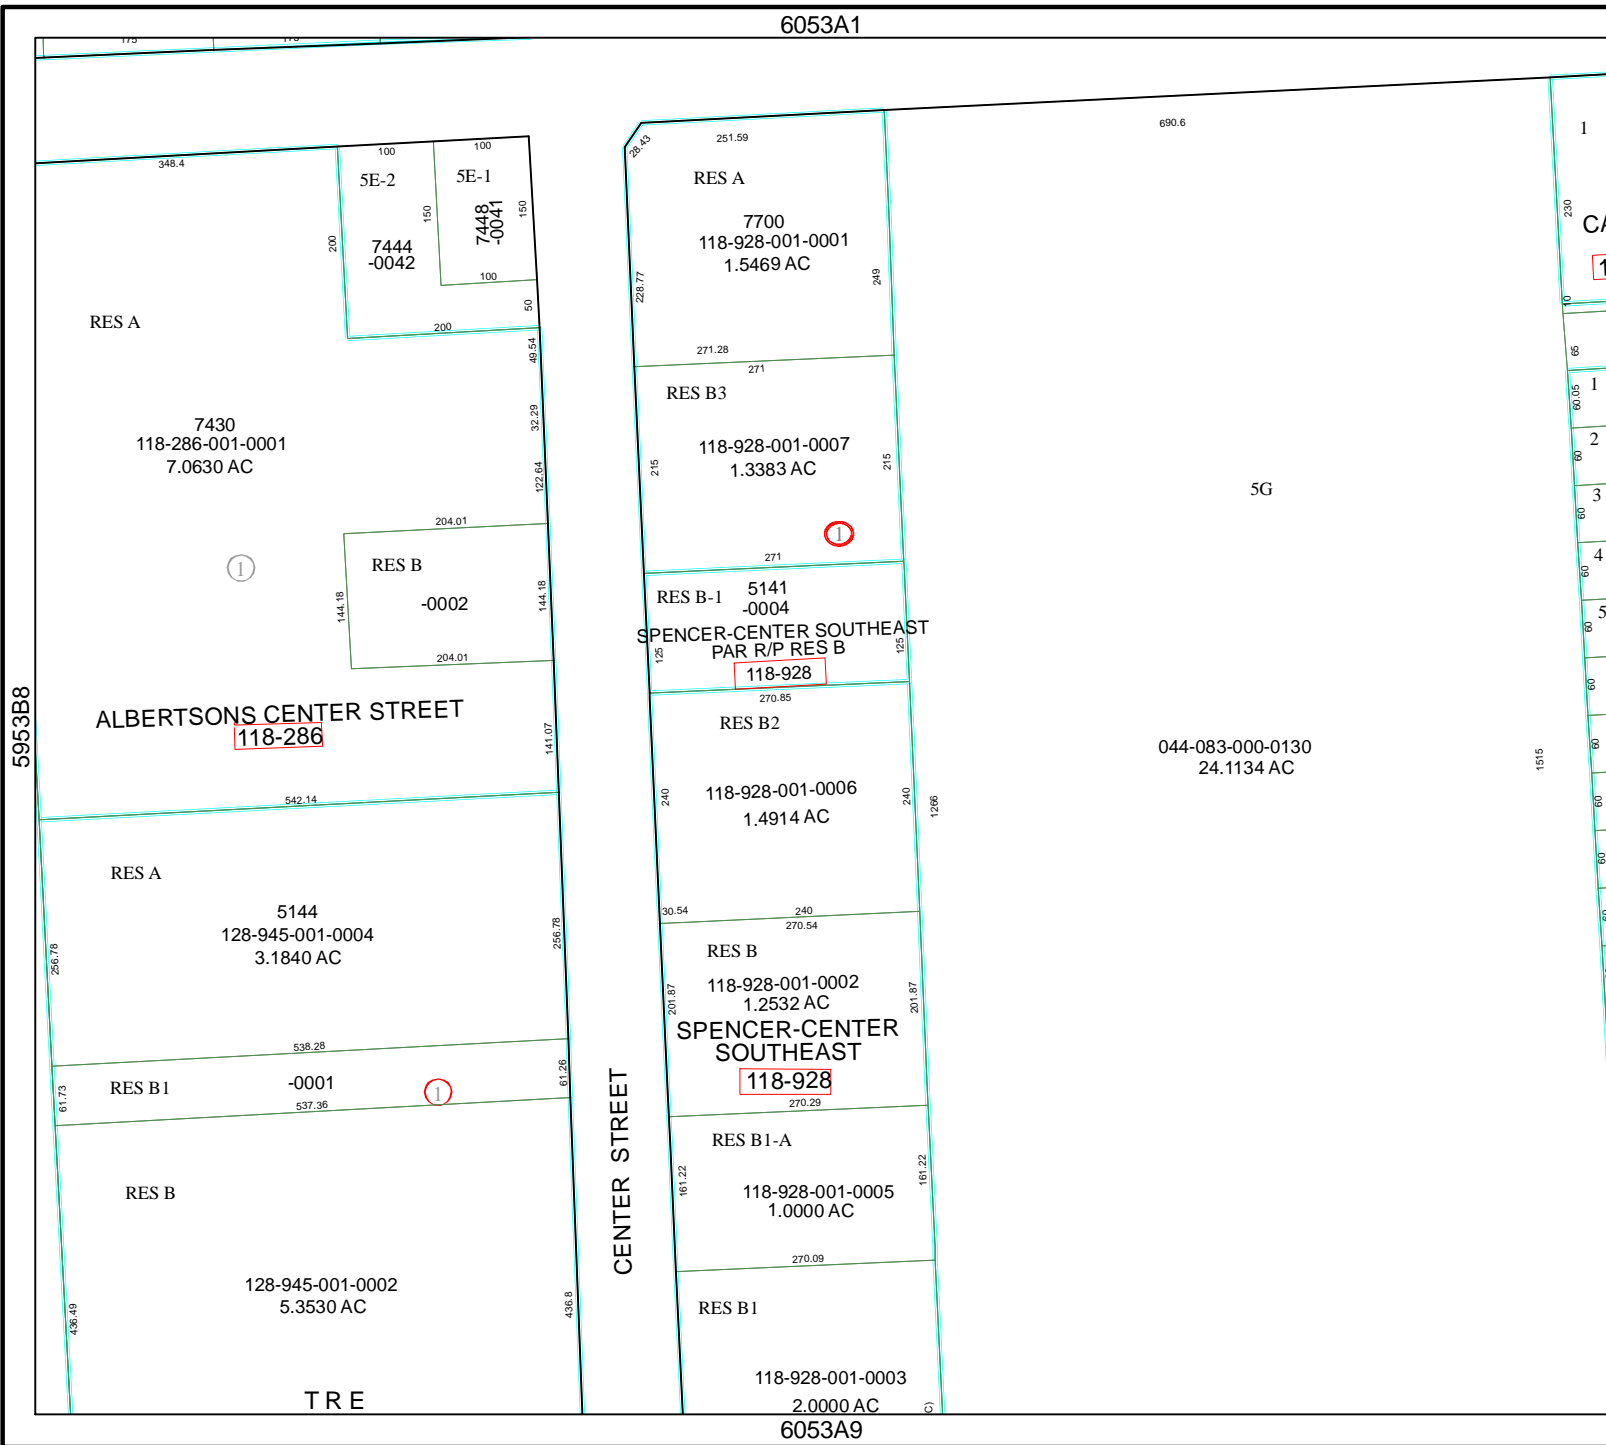 6053A1
175
175
348.4
100
100
5E-2
5E-1
200
150
150
7444
-0042
7448
-0041
100
50
200
RES A
49.54
32.29
122.64
7430
118-286-001-0001
7.0630 AC
204.01
RES B
-0002
144.18
144.18
204.01
1
ALBERTSONS CENTER STREET
118-286
141.07
542.14
5953B8
RES A
5144
128-945-001-0004
3.1840 AC
256.78
256.78
538.28
RES B1
-0001
1
61.73
61.26
537.36
RES B
128-945-001-0002
5.3530 AC
436.49
436.8
TRE
CENTER STREET
28.43
251.59
RES A
7700
118-928-001-0001
1.5469 AC
228.77
249
271.28
271
RES B3
118-928-001-0007
1.3383 AC
215
215
1
271
RES B-1
5141
-0004
SPENCER-CENTER SOUTHEAST
PAR R/P RES B
118-928
125
125
270.85
RES B2
118-928-001-0006
1.4914 AC
240
240
1266
30.54
240
270.54
RES B
118-928-001-0002
1.2532 AC
201.87
201.87
SPENCER-CENTER
SOUTHEAST
118-928
270.29
RES B1-A
118-928-001-0005
1.0000 AC
161.22
161.22
270.09
RES B1
118-928-001-0003
2.0000 AC
C)
690.6
5G
044-083-000-0130
24.1134 AC
1515
1
230
CA
1
10
65
1
60.05
2
60
3
60
4
60
5
60
60
60
60
60
60
6053A9